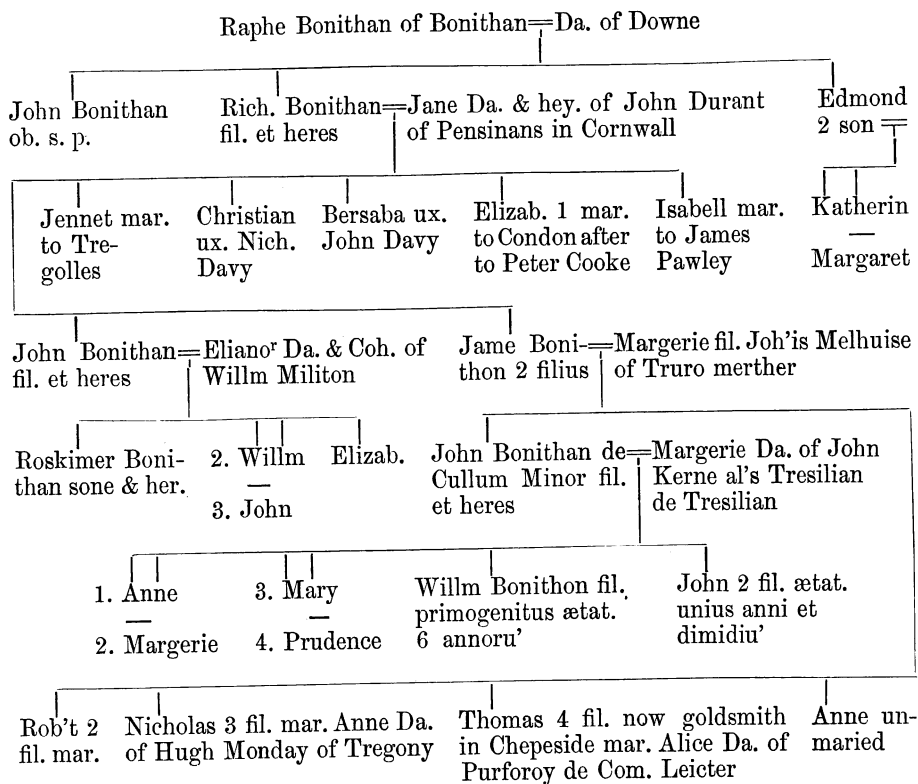 Raphe Bonithan of Bonithan=Da. of Downe
John Bonithan
ob. s. p.
Rich. Bonithan=Jane Da. & hey. of John Durant
fil. et heres of Pensinans in Cornwall
Edmond
2 son =
Jennet mar.
to Tre-
golles
Christian
ux. Nich.
Davy
Bersaba ux.
John Davy
Elizab. 1 mar.
to Condon after
to Peter Cooke
Isabell mar.
to James
Pawley
Katherin
—
Margaret
John Bonithan=Elianoʳ Da. & Coh. of
fil. et heres Willm Militon
Jame Boni-=Margerie fil. Joh'is Melhuise
thon 2 filius of Truro merther
Roskimer Boni-
than sone & her.
2. Willm
—
3. John
Elizab.
John Bonithan de=Margerie Da. of John
Cullum Minor fil. Kerne al's Tresilian
et heres de Tresilian
1. Anne
—
2. Margerie
3. Mary
—
4. Prudence
Willm Bonithon fil.
primogenitus ætat.
6 annoru'
John 2 fil. ætat.
unius anni et
dimidiu'
Rob't 2
fil. mar.
Nicholas 3 fil. mar. Anne Da.
of Hugh Monday of Tregony
Thomas 4 fil. now goldsmith
in Chepeside mar. Alice Da. of
Purforoy de Com. Leicter
Anne un-
maried